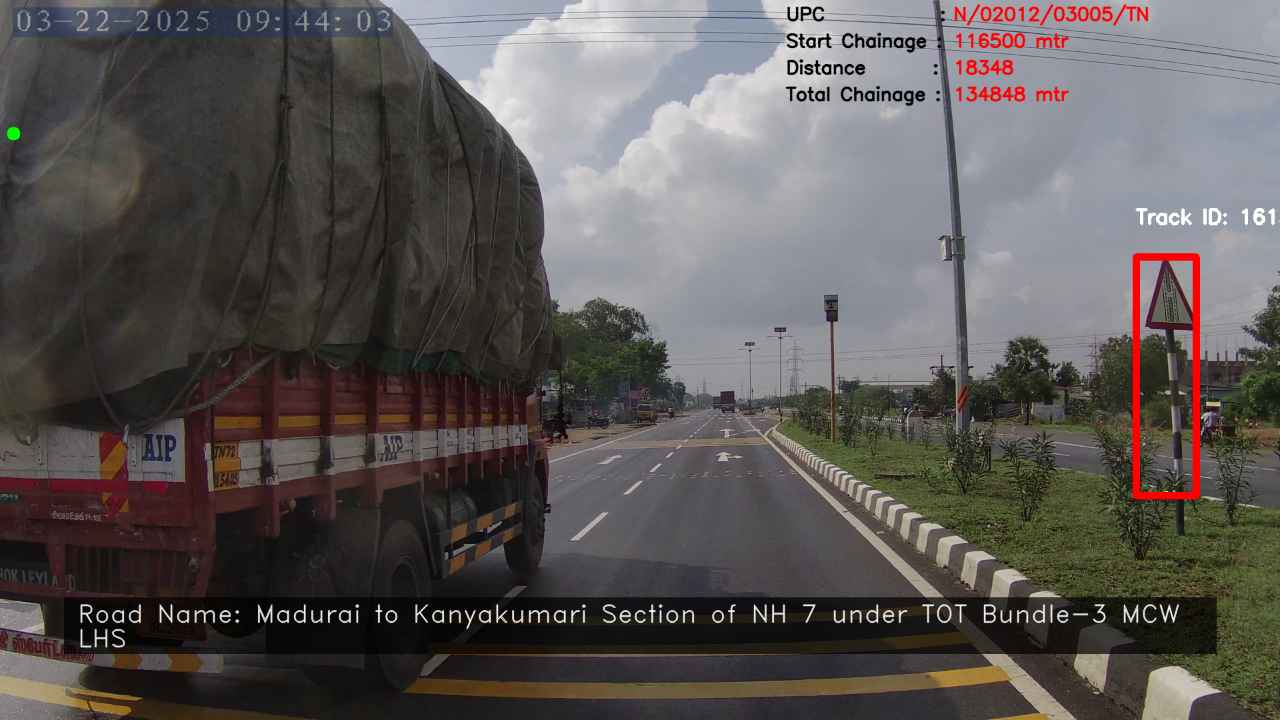 03-22-2025 09:44:03
UPC : N/02012/03005/TN
Start Chainage : 116500 mtr
Distance : 18348
Total Chainage : 134848 mtr
Track ID: 161
AIP
AIP
TN72
Road Name: Madurai to Kanyakumari Section of NH 7 under TOT Bundle-3 MCW
LHS